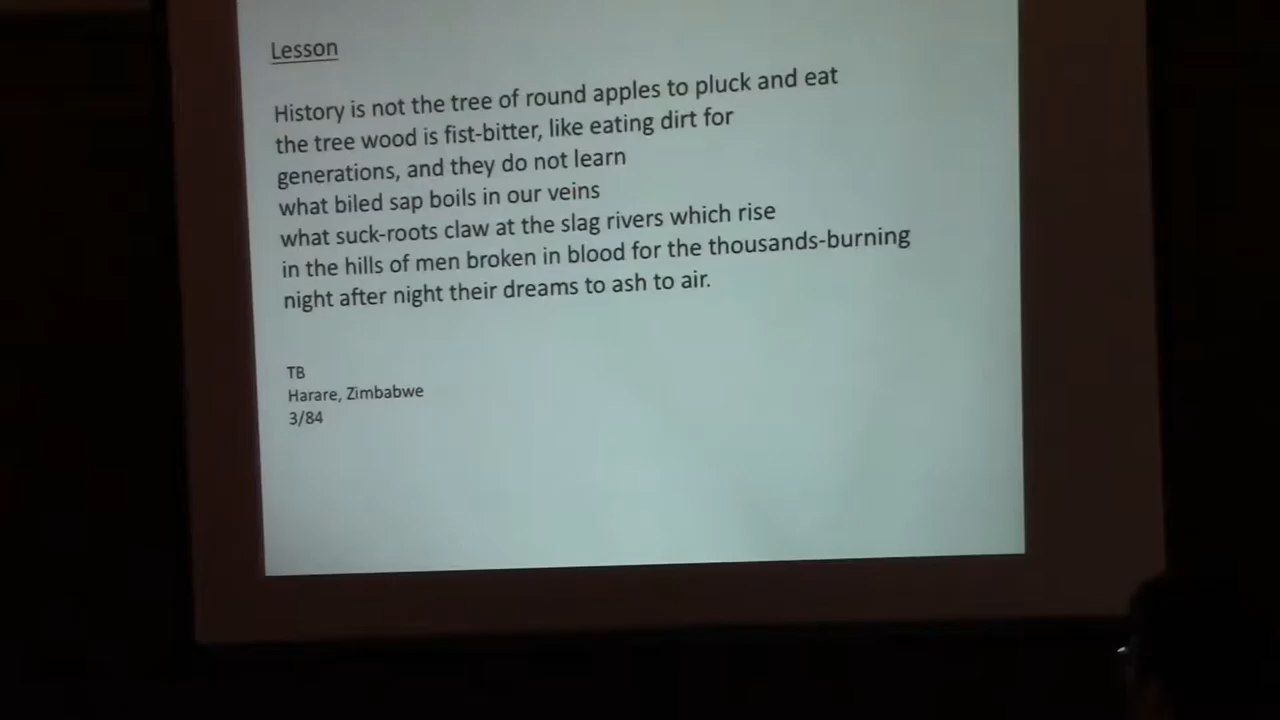 Lesson
History is not the tree of round apples to pluck and eat
the tree wood is fist-bitter, like eating dirt for
generations, and they do not learn
what biled sap boils in our veins
what suck-roots claw at the slag rivers which rise
in the hills of men broken in blood for the thousands-burning
night after night their dreams to ash to air.
TB
Harare, Zimbabwe
3/84